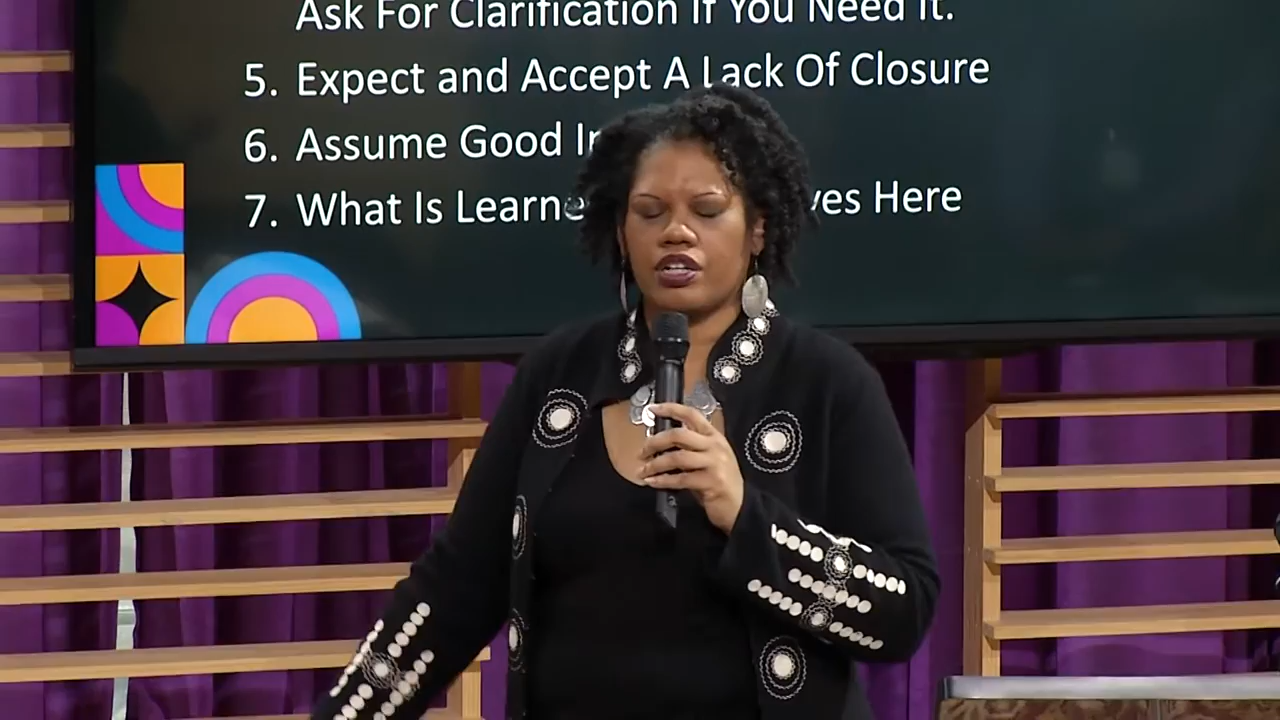 Ask For Clarification If You Need It.
5. Expect and Accept A Lack Of Closure
6. Assume Good
7. What Is Here